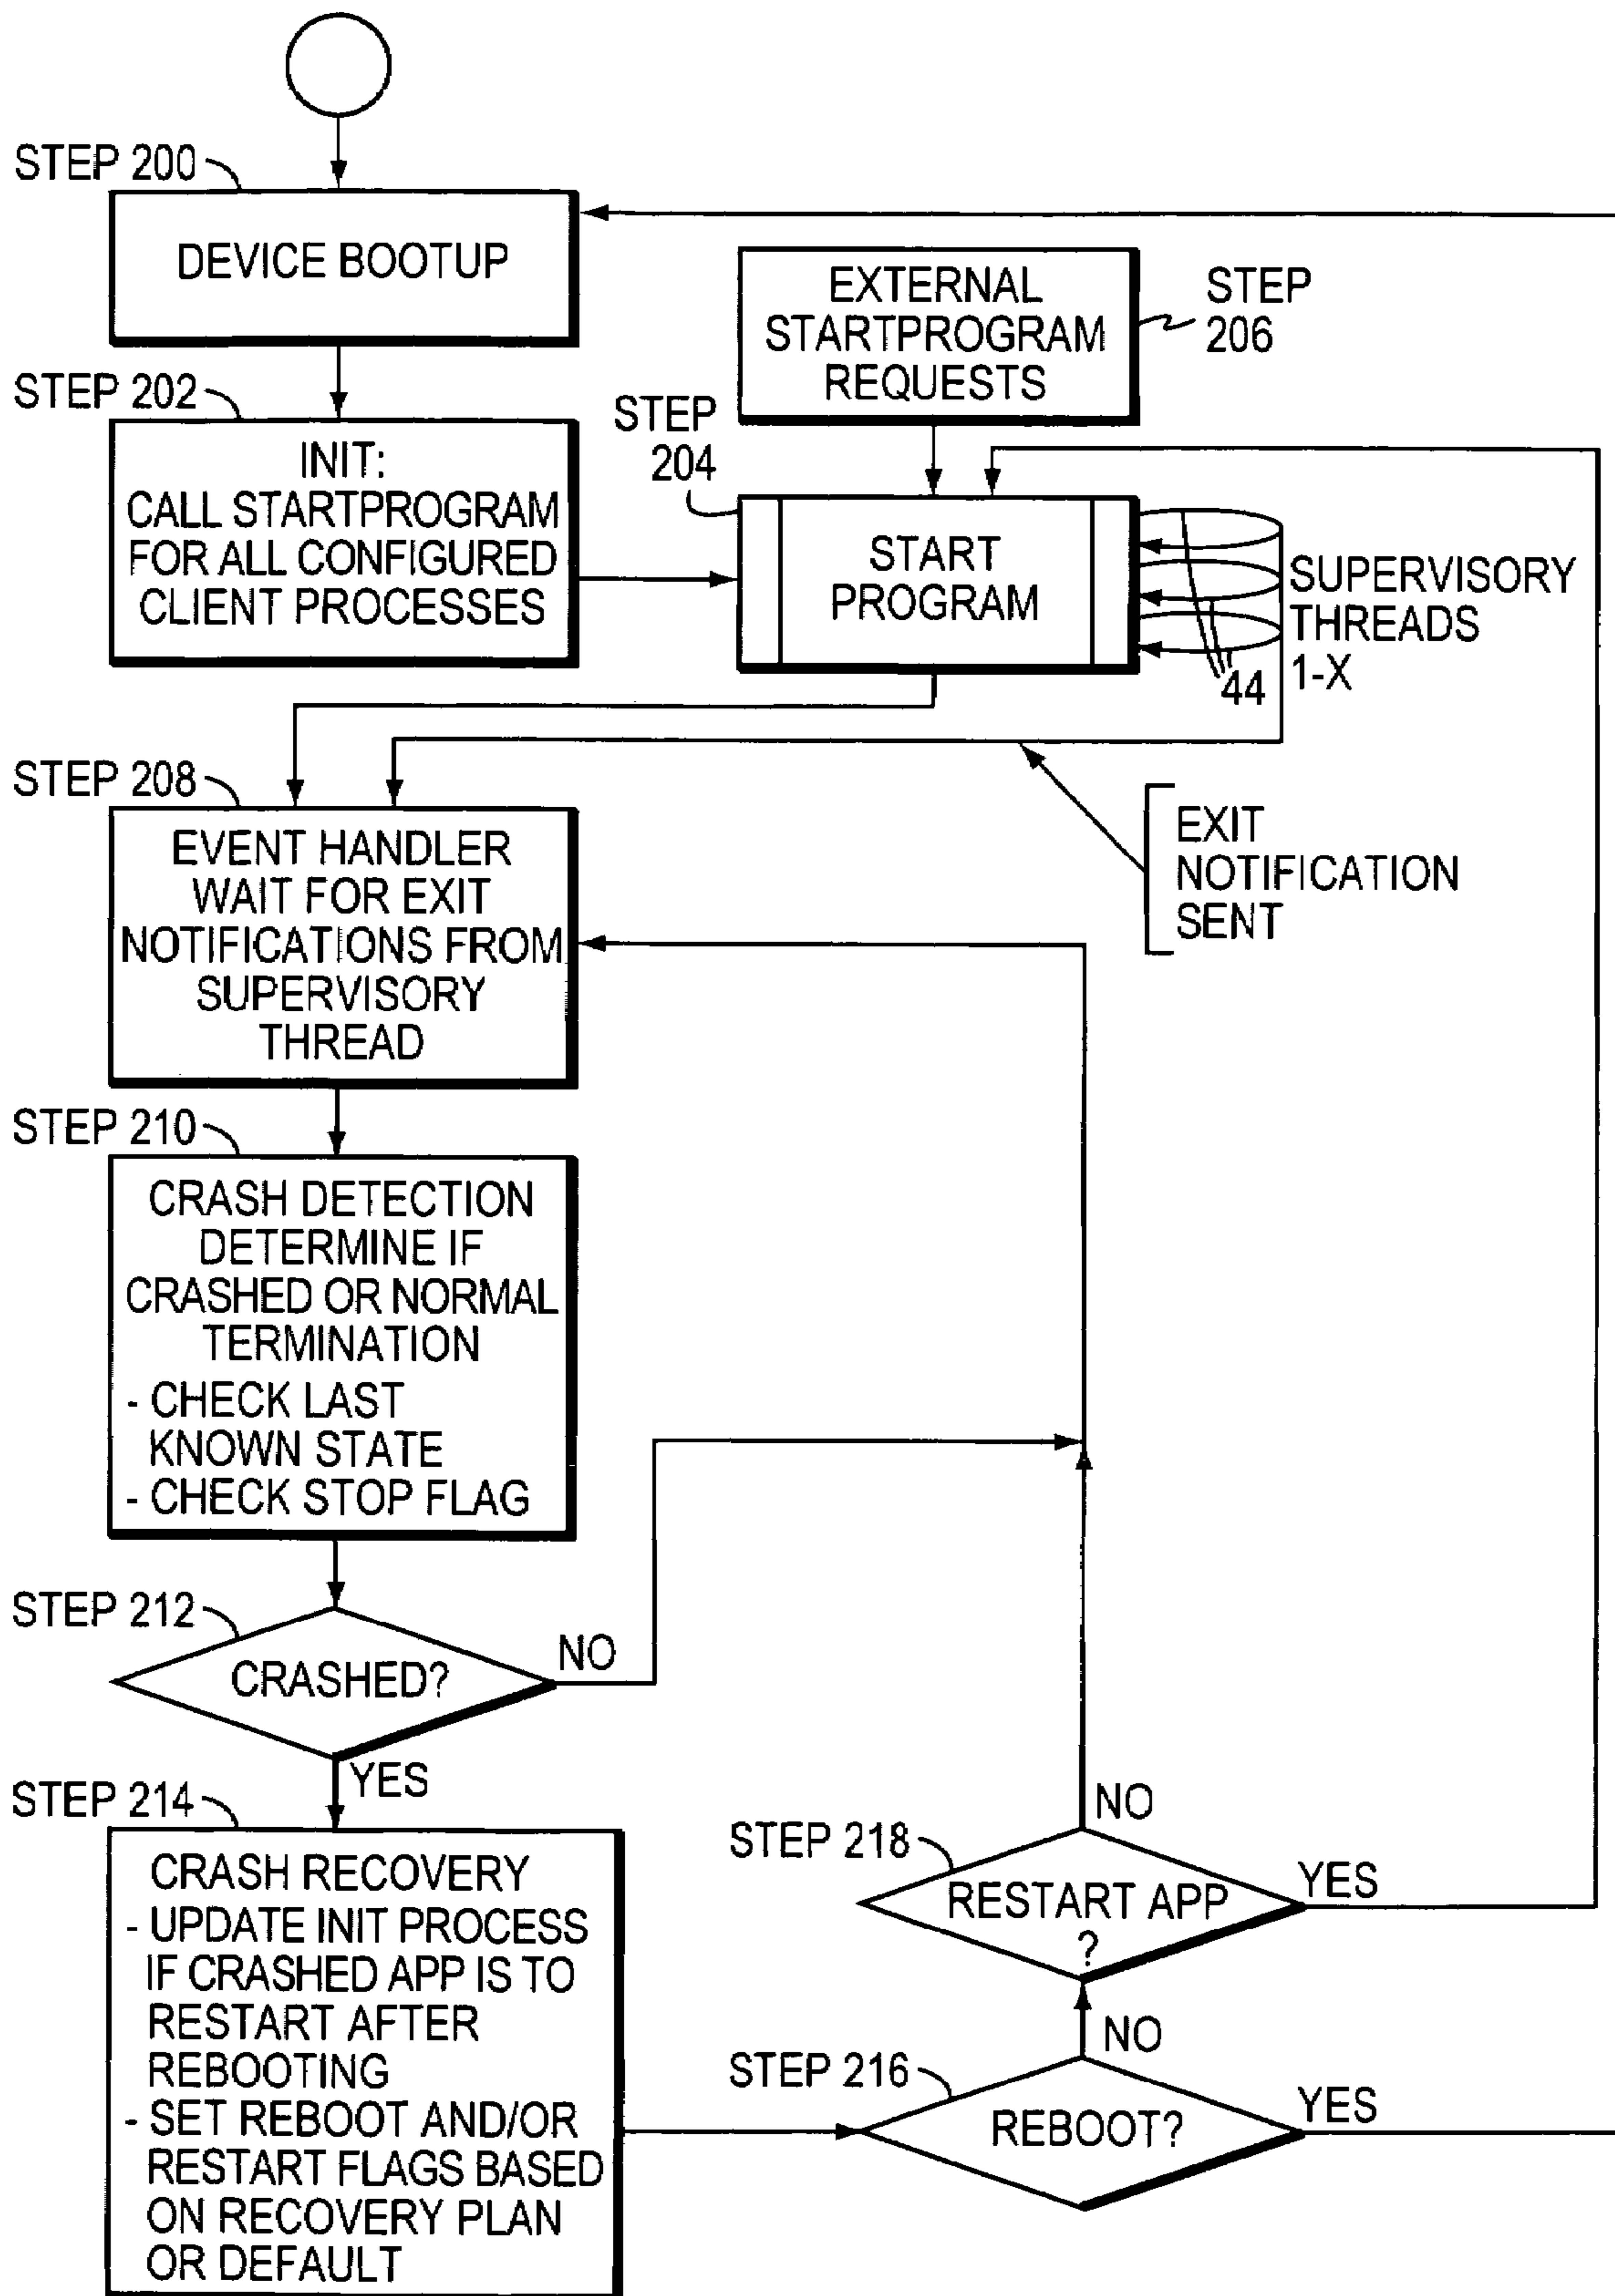 STEP 200
DEVICE BOOTUP
EXTERNAL
STARTPROGRAM
REQUESTS
STEP
206
STEP 202
INIT:
CALL STARTPROGRAM
FOR ALL CONFIGURED
CLIENT PROCESSES
STEP
204
START
PROGRAM
SUPERVISORY
THREADS
1-X
44
STEP 208
EVENT HANDLER
WAIT FOR EXIT
NOTIFICATIONS FROM
SUPERVISORY
THREAD
EXIT
NOTIFICATION
SENT
STEP 210
CRASH DETECTION
DETERMINE IF
CRASHED OR NORMAL
TERMINATION
- CHECK LAST
KNOWN STATE
- CHECK STOP FLAG
STEP 212
CRASHED?
NO
YES
STEP 214
CRASH RECOVERY
- UPDATE INIT PROCESS
IF CRASHED APP IS TO
RESTART AFTER
REBOOTING
- SET REBOOT AND/OR
RESTART FLAGS BASED
ON RECOVERY PLAN
OR DEFAULT
NO
STEP 218
RESTART APP
?
YES
NO
STEP 216
REBOOT?
YES